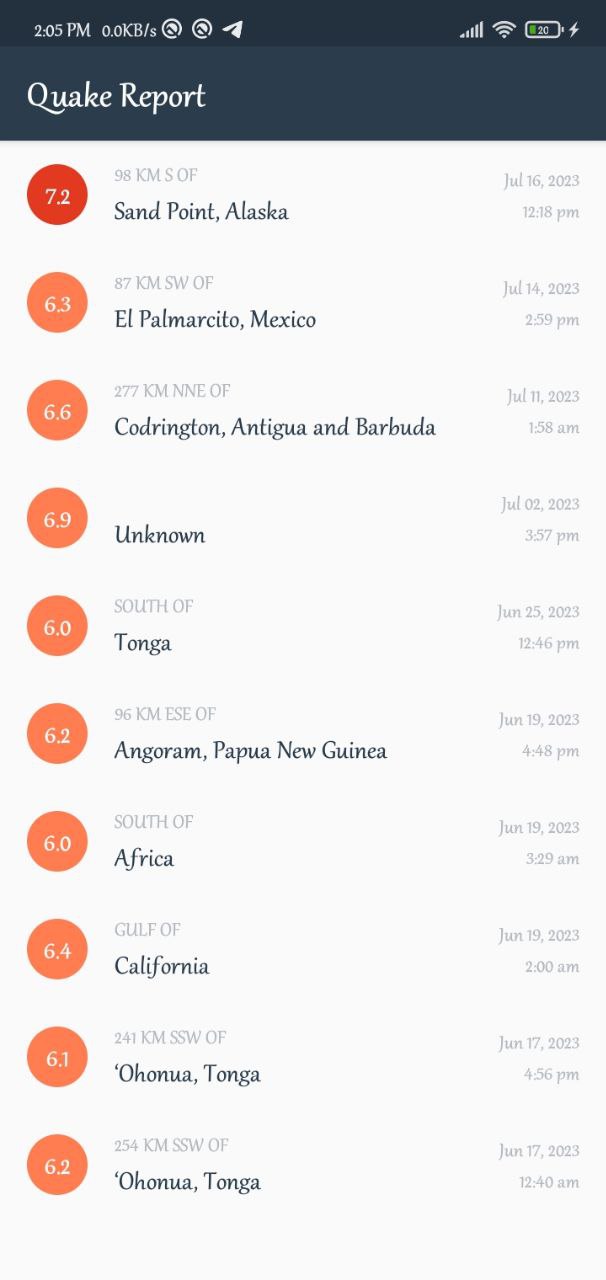 2:05 PM 0.0KB/s 20
Quake Report
7.2
98 KM S OF
Sand Point, Alaska
Jul 16, 2023
12:18 pm
6.3
87 KM SW OF
El Palmarcito, Mexico
Jul 14, 2023
2:59 pm
6.6
277 KM NNE OF
Codrington, Antigua and Barbuda
Jul 11, 2023
1:58 am
6.9
Unknown
Jul 02, 2023
3:57 pm
6.0
SOUTH OF
Tonga
Jun 25, 2023
12:46 pm
6.2
96 KM ESE OF
Angoram, Papua New Guinea
Jun 19, 2023
4:48 pm
6.0
SOUTH OF
Africa
Jun 19, 2023
3:29 am
6.4
GULF OF
California
Jun 19, 2023
2:00 am
6.1
241 KM SSW OF
‘Ohonua, Tonga
Jun 17, 2023
4:56 pm
6.2
254 KM SSW OF
‘Ohonua, Tonga
Jun 17, 2023
12:40 am